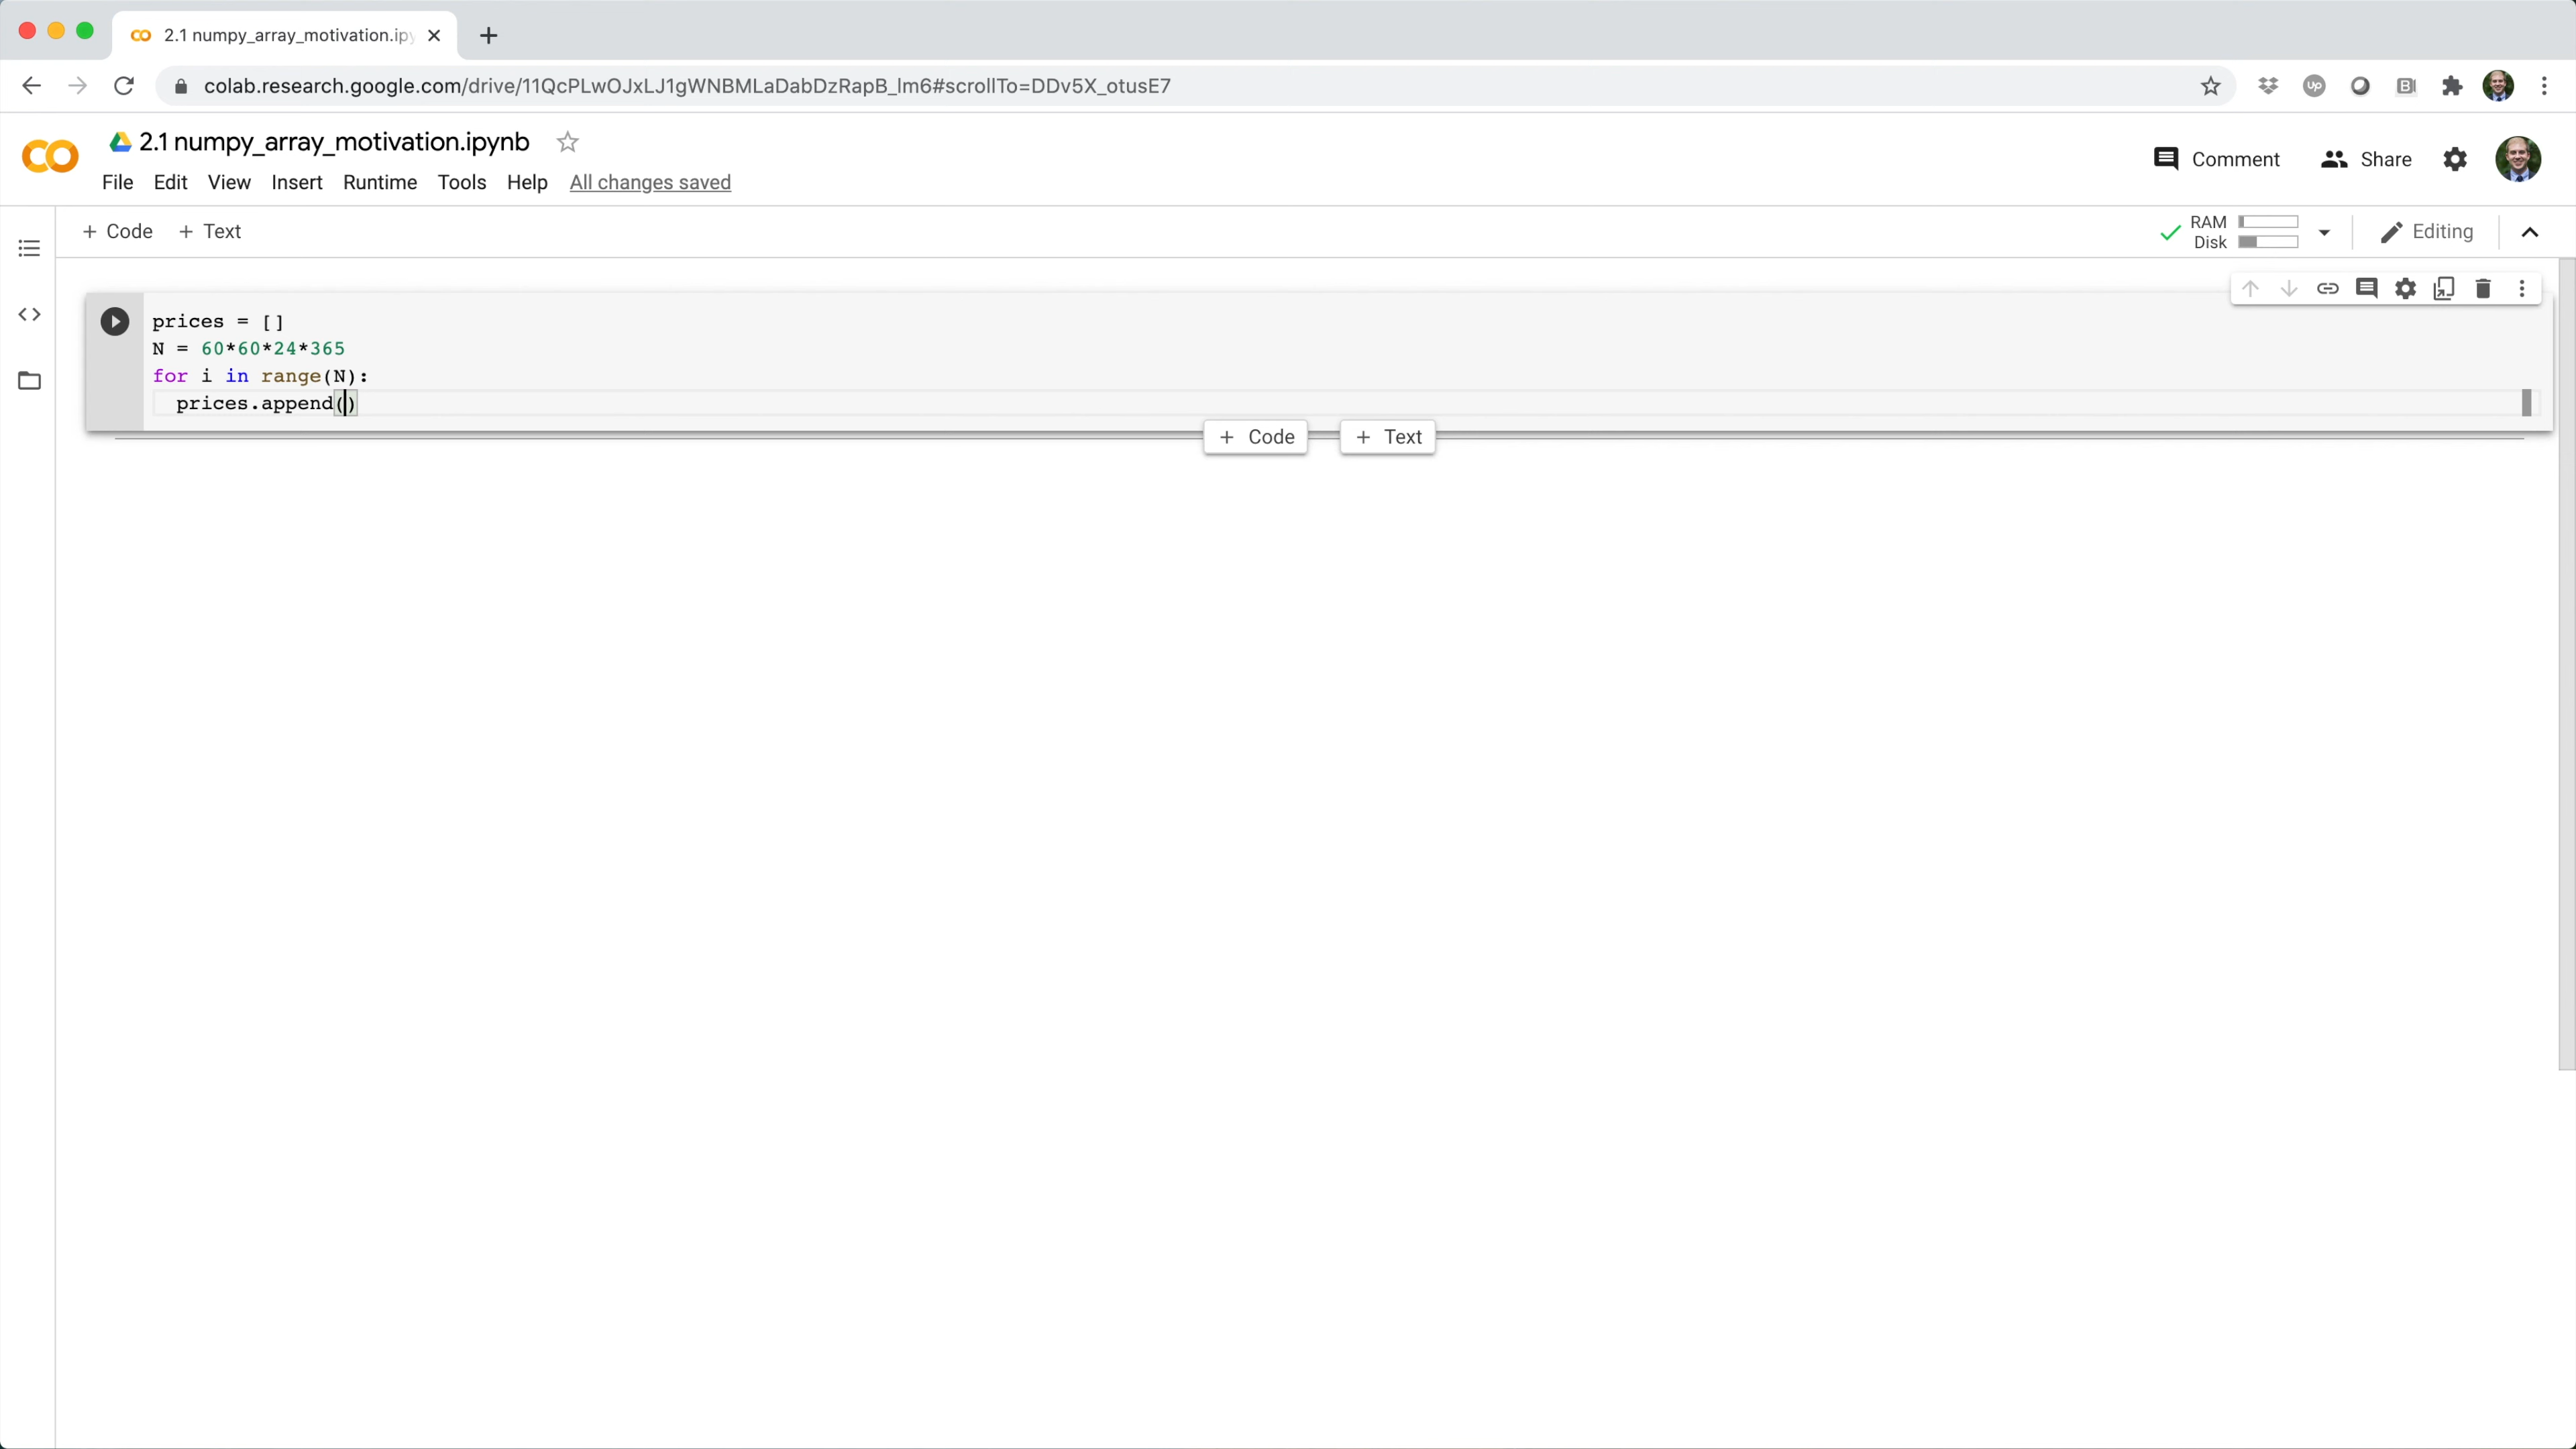 2.1 numpy_array_motivation.ipy
colab.research.google.com/drive/11QcPLwOJxLJ1gWNBMLaDabDzRapB_lm6#scrollTo=DDv5X_otusE7
2.1 numpy_array_motivation.ipynb
Comment Share
File Edit View Insert Runtime Tools Help All changes saved
+ Code + Text
RAM
Disk
Editing
prices = []
N = 60*60*24*365
for i in range(N):
  prices.append()
+ Code + Text